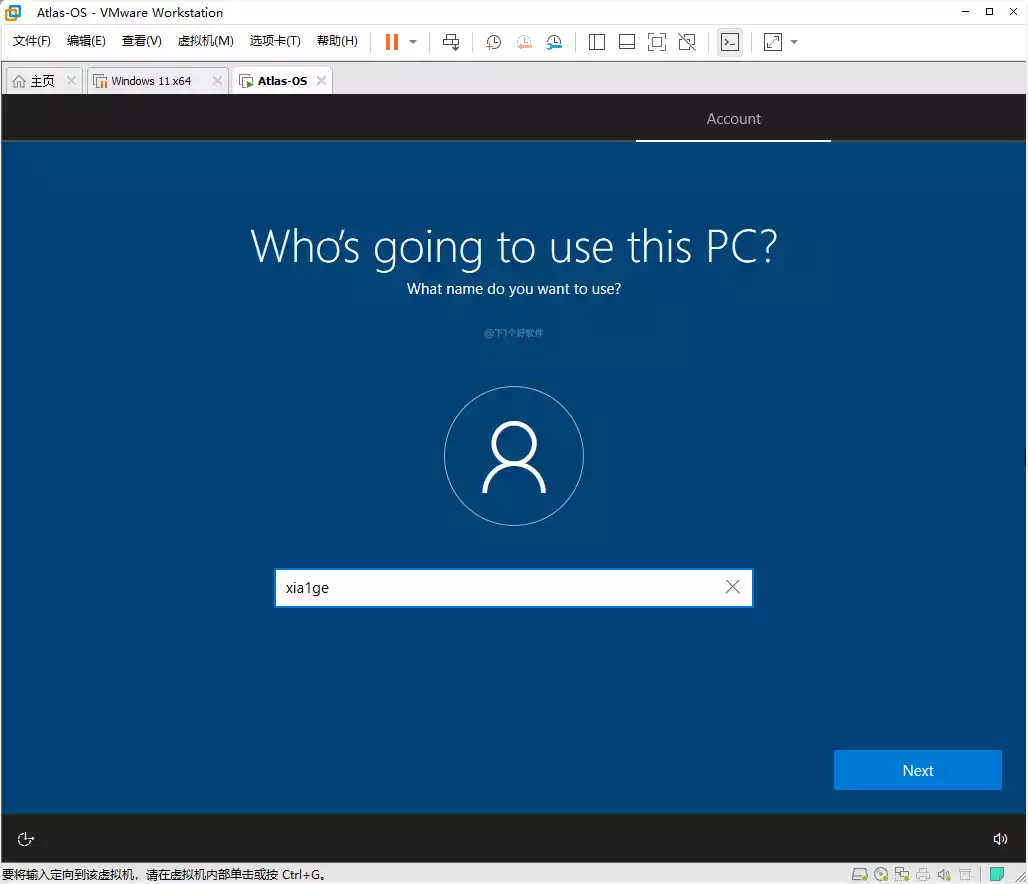 Atlas-OS - VMware Workstation
文件(F) 编辑(E) 查看(V) 虚拟机(M) 选项卡(T) 帮助(H)
主页 Windows 11 x64 Atlas-OS
Account
Who's going to use this PC?
What name do you want to use?
@下1个好软件
xia1ge
Next
要将输入定向到该虚拟机，请在虚拟机内部单击或按 Ctrl+G。